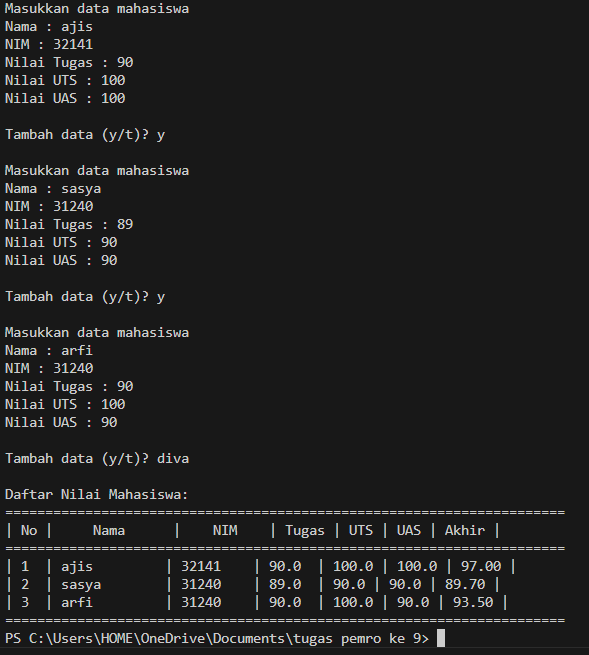 Masukkan data mahasiswa
Nama : ajis
NIM : 32141
Nilai Tugas : 90
Nilai UTS : 100
Nilai UAS : 100
Tambah data (y/t)? y
Masukkan data mahasiswa
Nama : sasya
NIM : 31240
Nilai Tugas : 89
Nilai UTS : 90
Nilai UAS : 90
Tambah data (y/t)? y
Masukkan data mahasiswa
Nama : arfi
NIM : 31240
Nilai Tugas : 90
Nilai UTS : 100
Nilai UAS : 90
Tambah data (y/t)? diva
Daftar Nilai Mahasiswa:
======================================================================
| No |     Nama      |    NIM    | Tugas | UTS | UAS | Akhir |
======================================================================
| 1  | ajis         | 32141    | 90.0  | 100.0 | 100.0 | 97.00 |
| 2  | sasya        | 31240    | 89.0  | 90.0 | 90.0 | 89.70 |
| 3  | arfi         | 31240    | 90.0  | 100.0 | 90.0 | 93.50 |
======================================================================
PS C:\Users\HOME\OneDrive\Documents\tugas pemro ke 9>